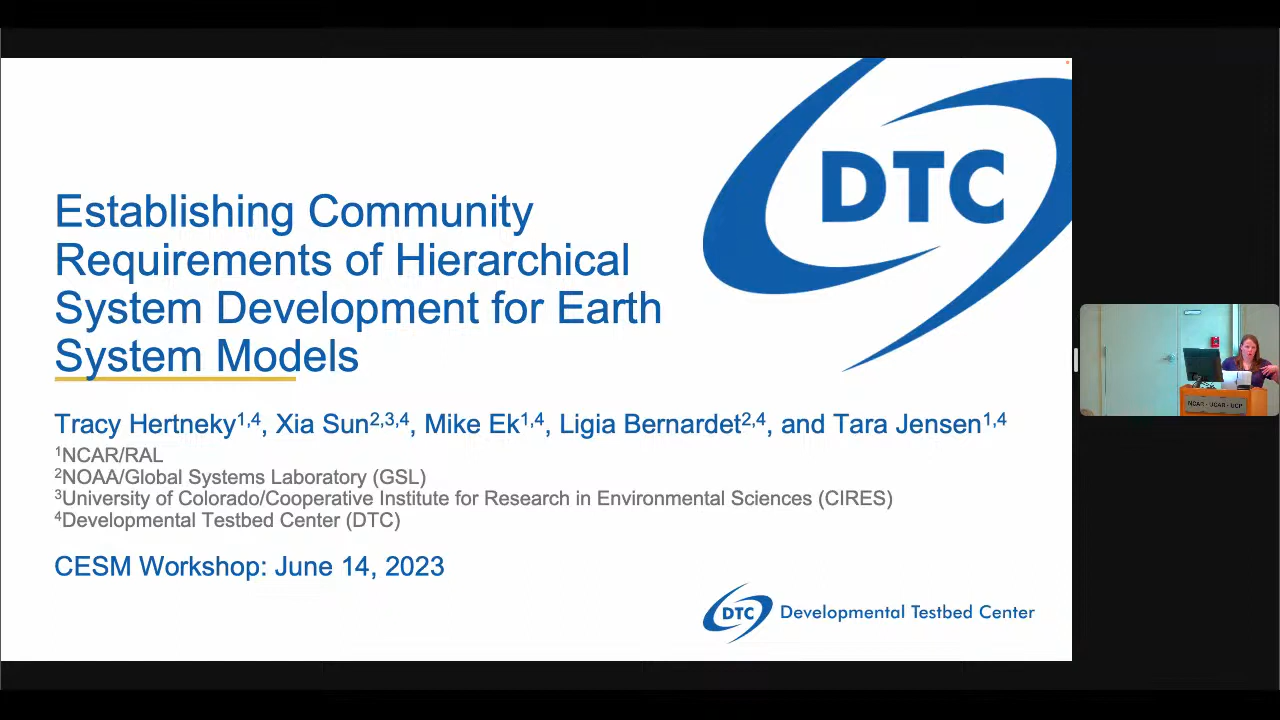 DTC
Establishing Community
Requirements of Hierarchical
System Development for Earth
System Models
Tracy Hertneky1,4, Xia Sun2,3,4, Mike Ek1,4, Ligia Bernardet2,4, and Tara Jensen1,4
1NCAR/RAL
2NOAA/Global Systems Laboratory (GSL)
3University of Colorado/Cooperative Institute for Research in Environmental Sciences (CIRES)
4Developmental Testbed Center (DTC)
CESM Workshop: June 14, 2023
DTC Developmental Testbed Center
NCAR - UCAR - UCP